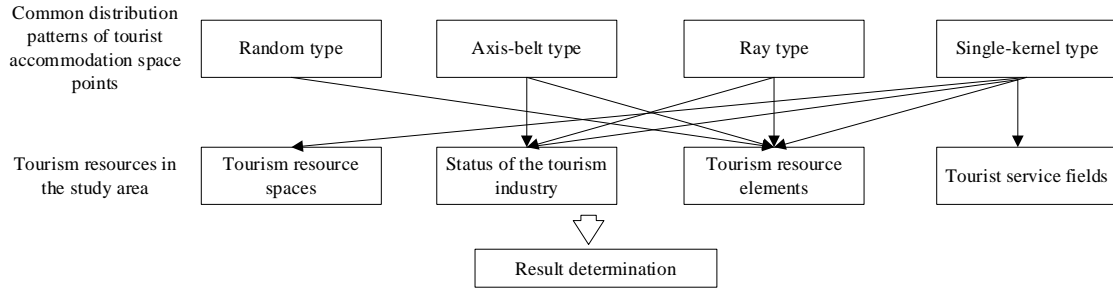 Common distribution
patterns of tourist
accommodation space
points
Random type
Axis-belt type
Ray type
Single-kernel type
Tourism resources in
the study area
Tourism resource
spaces
Status of the tourism
industry
Tourism resource
elements
Tourist service fields
Result determination